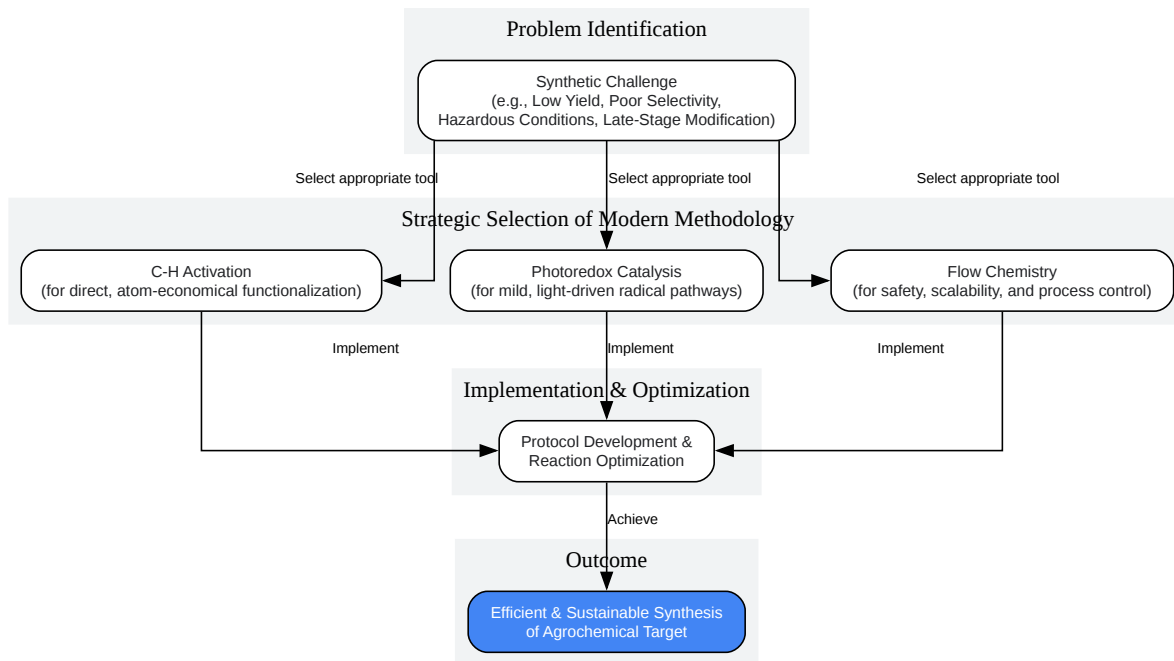 Problem Identification
Synthetic Challenge
(e.g., Low Yield, Poor Selectivity,
Hazardous Conditions, Late-Stage Modification)
Select appropriate tool
Select appropriate tool
Select appropriate tool
Strategic Selection of Modern Methodology
C-H Activation
(for direct, atom-economical functionalization)
Photoredox Catalysis
(for mild, light-driven radical pathways)
Flow Chemistry
(for safety, scalability, and process control)
Implement
Implement
Implement
Implementation & Optimization
Protocol Development &
Reaction Optimization
Achieve
Outcome
Efficient & Sustainable Synthesis
of Agrochemical Target